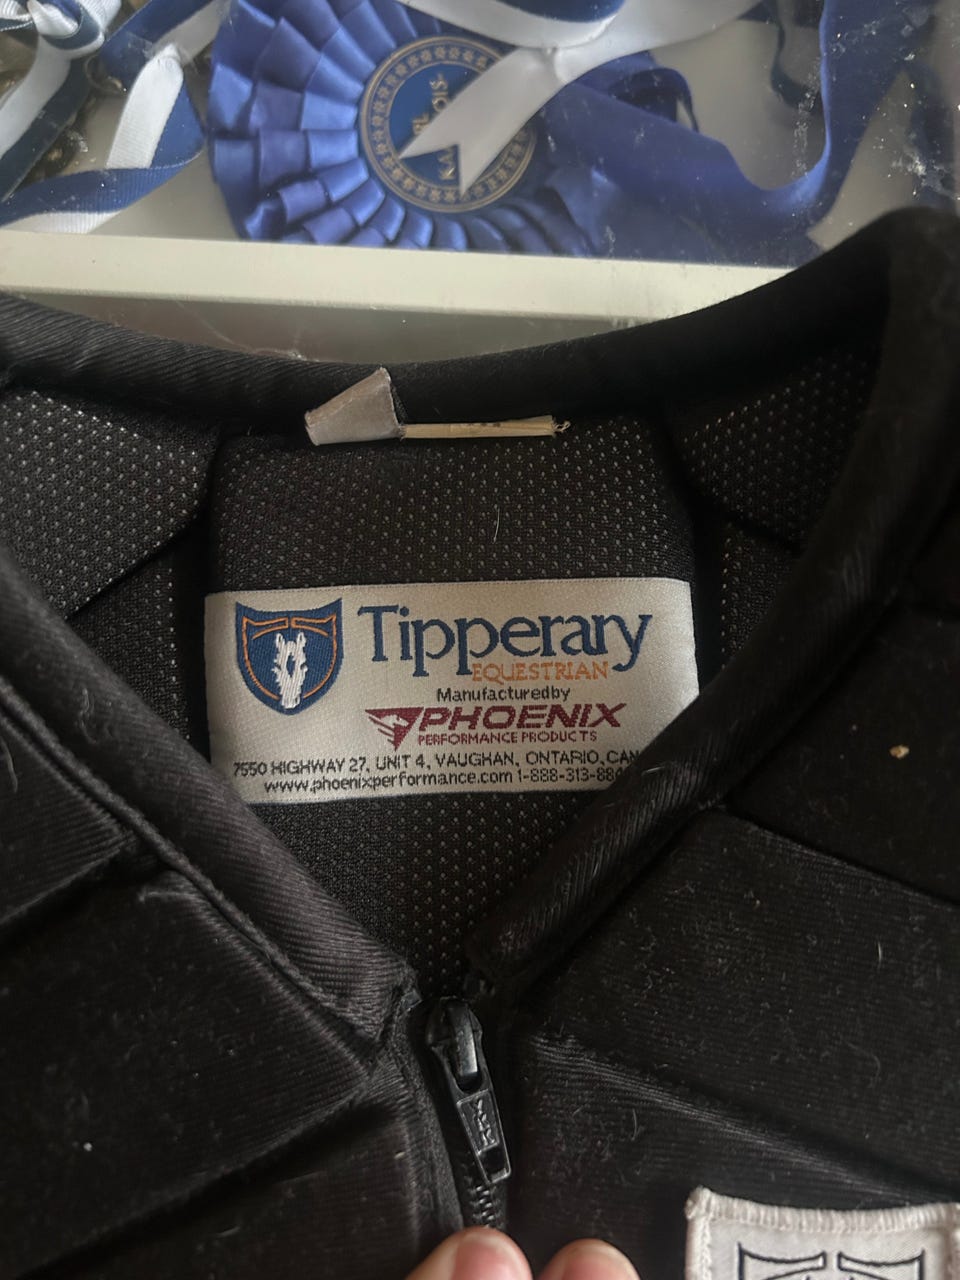 Tipperary
EQUESTRIAN
Manufactured by
PHOENIX
PERFORMANCE PRODUCTS
7550 HIGHWAY 27, UNIT 4, VAUGHAN, ONTARIO, CAN
www.phoenixperformance.com 1-888-313-88
YKK